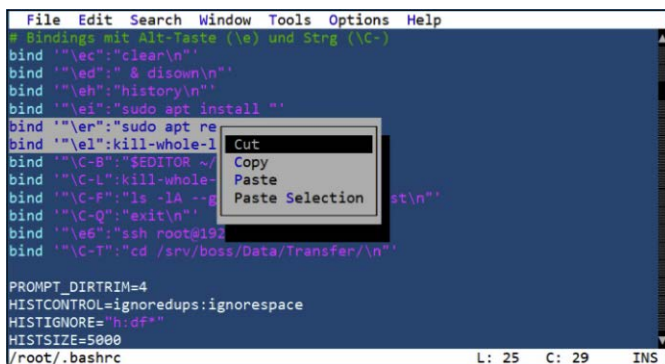 File Edit Search Window Tools Options Help
# Bindings mit Alt-Taste (\e) und Strg (\C-)
bind '"\ec":"clear\n"'
bind '"\ed":" & disown\n"'
bind '"\eh":"history\n"'
bind '"\ei":"sudo apt install "'
bind '"\er":"sudo apt re
bind '"\el":kill-whole-l
Cut
bind '"\C-B":"$EDITOR ~/
Copy
bind '"\C-L":kill-whole-
Paste
bind '"\C-F":"ls -lA --g
Paste Selection
st\n"'
bind '"\C-Q":"exit\n"'
bind '"\e6":"ssh root@192
bind '"\C-T":"cd /srv/boss/Data/Transfer/\n"'
PROMPT_DIRTRIM=4
HISTCONTROL=ignoredups:ignorespace
HISTIGNORE="h:df*"
HISTSIZE=5000
/root/.bashrc L: 25 C: 29 INS